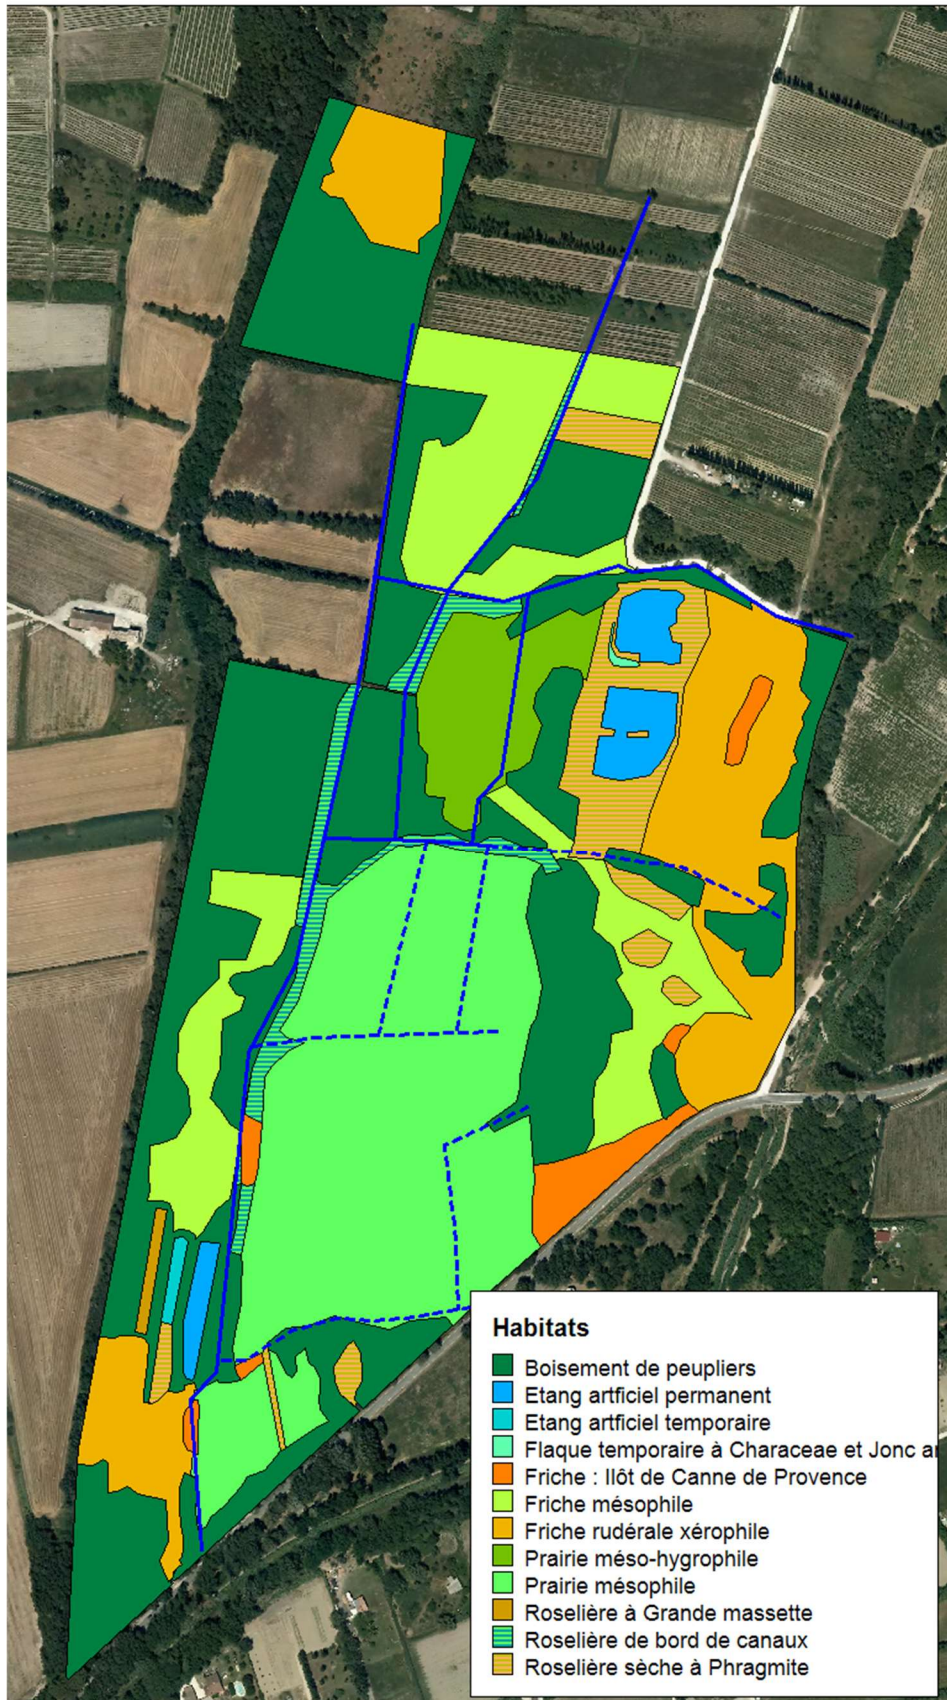 Habitats
Boisement de peupliers
Etang artficiel permanent
Etang artficiel temporaire
Flaque temporaire à Characeae et Jonc ar
Friche : Ilôt de Canne de Provence
Friche mésophile
Friche rudérale xérophile
Prairie méso-hygrophile
Prairie mésophile
Roselière à Grande massette
Roselière de bord de canaux
Roselière sèche à Phragmite